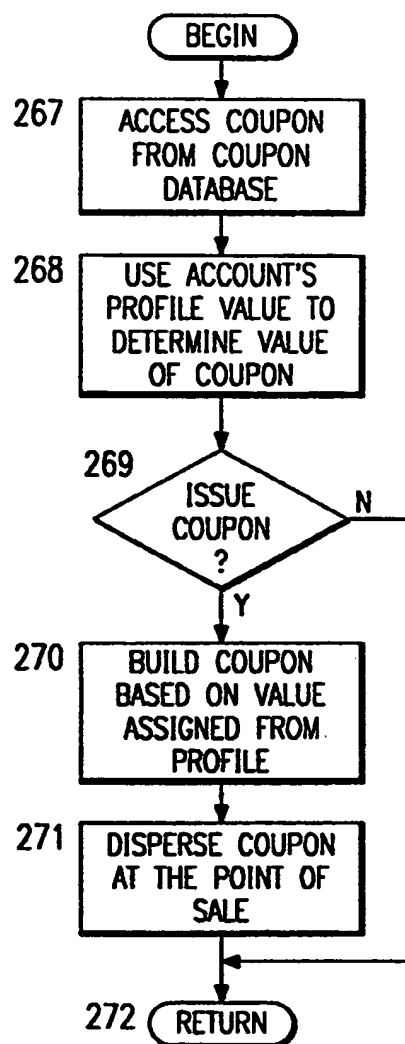 BEGIN
267
ACCESS COUPON
FROM COUPON
DATABASE
268
USE ACCOUNT'S
PROFILE VALUE TO
DETERMINE VALUE
OF COUPON
269
ISSUE
COUPON
?
N
Y
270
BUILD COUPON
BASED ON VALUE
ASSIGNED FROM
PROFILE
271
DISPERSE COUPON
AT THE POINT OF
SALE
272
RETURN